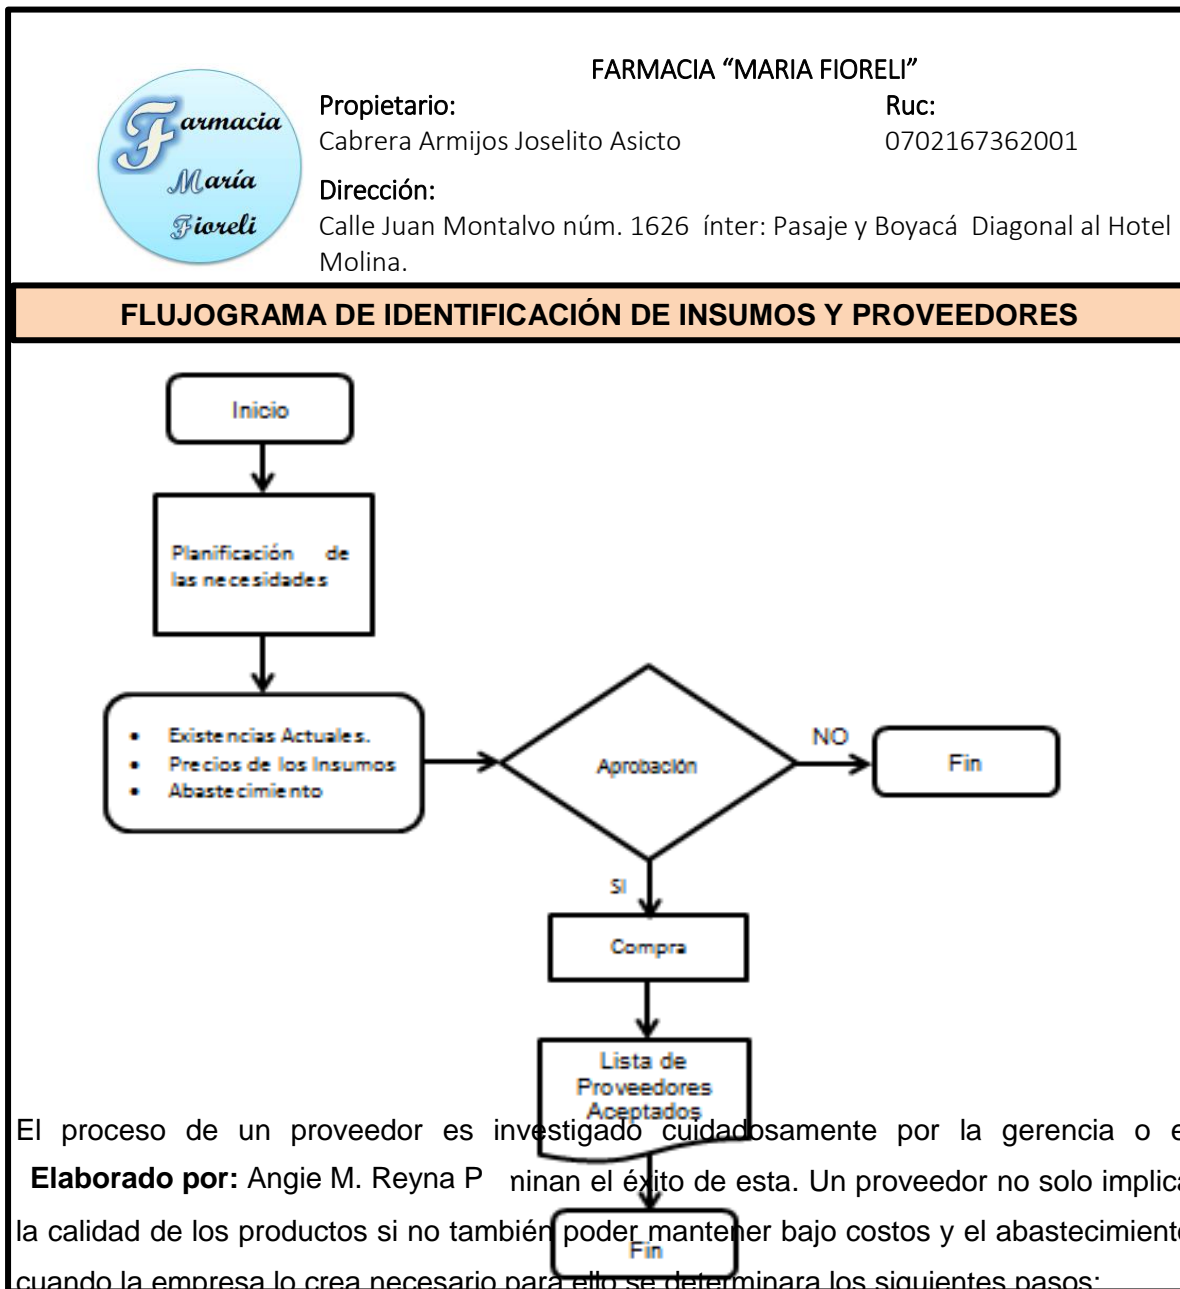 FARMACIA “MARIA FIORELI”
Farmacia
María
Fioreli
Propietario:
Ruc:
Cabrera Armijos Joselito Asicto
0702167362001
Dirección:
Calle Juan Montalvo núm. 1626 ínter: Pasaje y Boyacá Diagonal al Hotel
Molina.
FLUJOGRAMA DE IDENTIFICACIÓN DE INSUMOS Y PROVEEDORES
Inicio
Planificación de
las necesidades
• Existencias Actuales.
• Precios de los Insumos
• Abastecimiento
Aprobación
NO
Fin
SI
Compra
Lista de
Proveedores
Aceptados
El proceso de un proveedor es investigado cuidadosamente por la gerencia o
Elaborado por: Angie M. Reyna P
el éxito de esta. Un proveedor no solo implica
la calidad de los productos si no también poder mantener bajo costos y el abastecimiento
Fin
cuando la empresa lo crea necesario para ello se determinara los siguientes pasos: